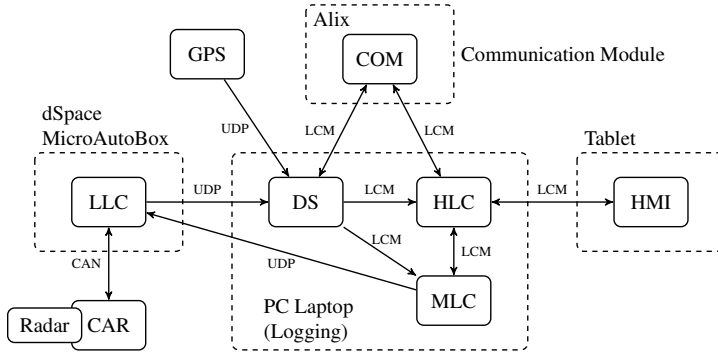 Alix
GPS
COM
Communication Module
dSpace
MicroAutoBox
UDP
LCM
LCM
Tablet
LLC
UDP
DS
LCM
HLC
LCM
HMI
CAN
UDP
LCM
LCM
PC Laptop
(Logging)
MLC
Radar
CAR